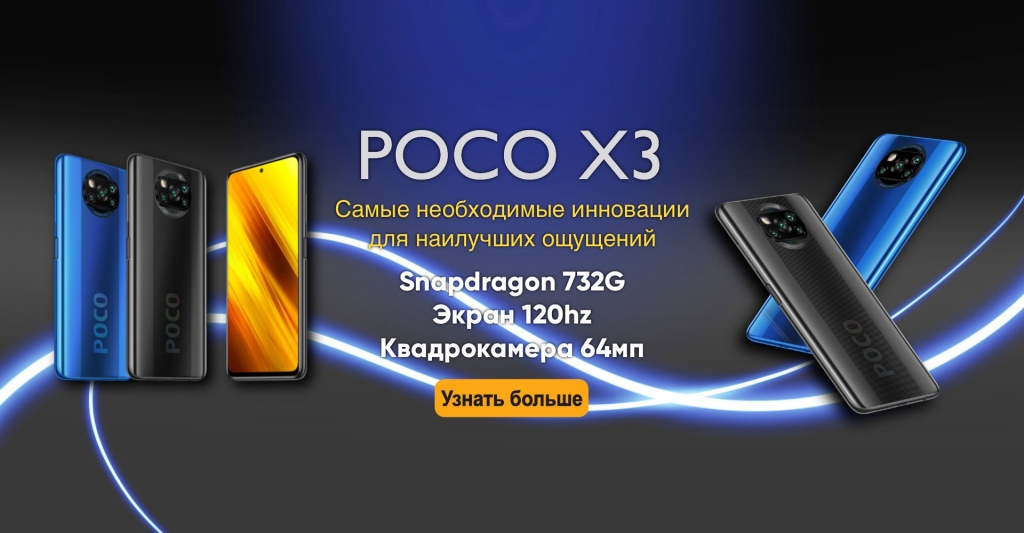 POCO X3
Самые необходимые инновации
для наилучших ощущений
Snapdragon 732G
Экран 120hz
Квадрокамера 64мп
Узнать больше
POCO
POCO
POCO